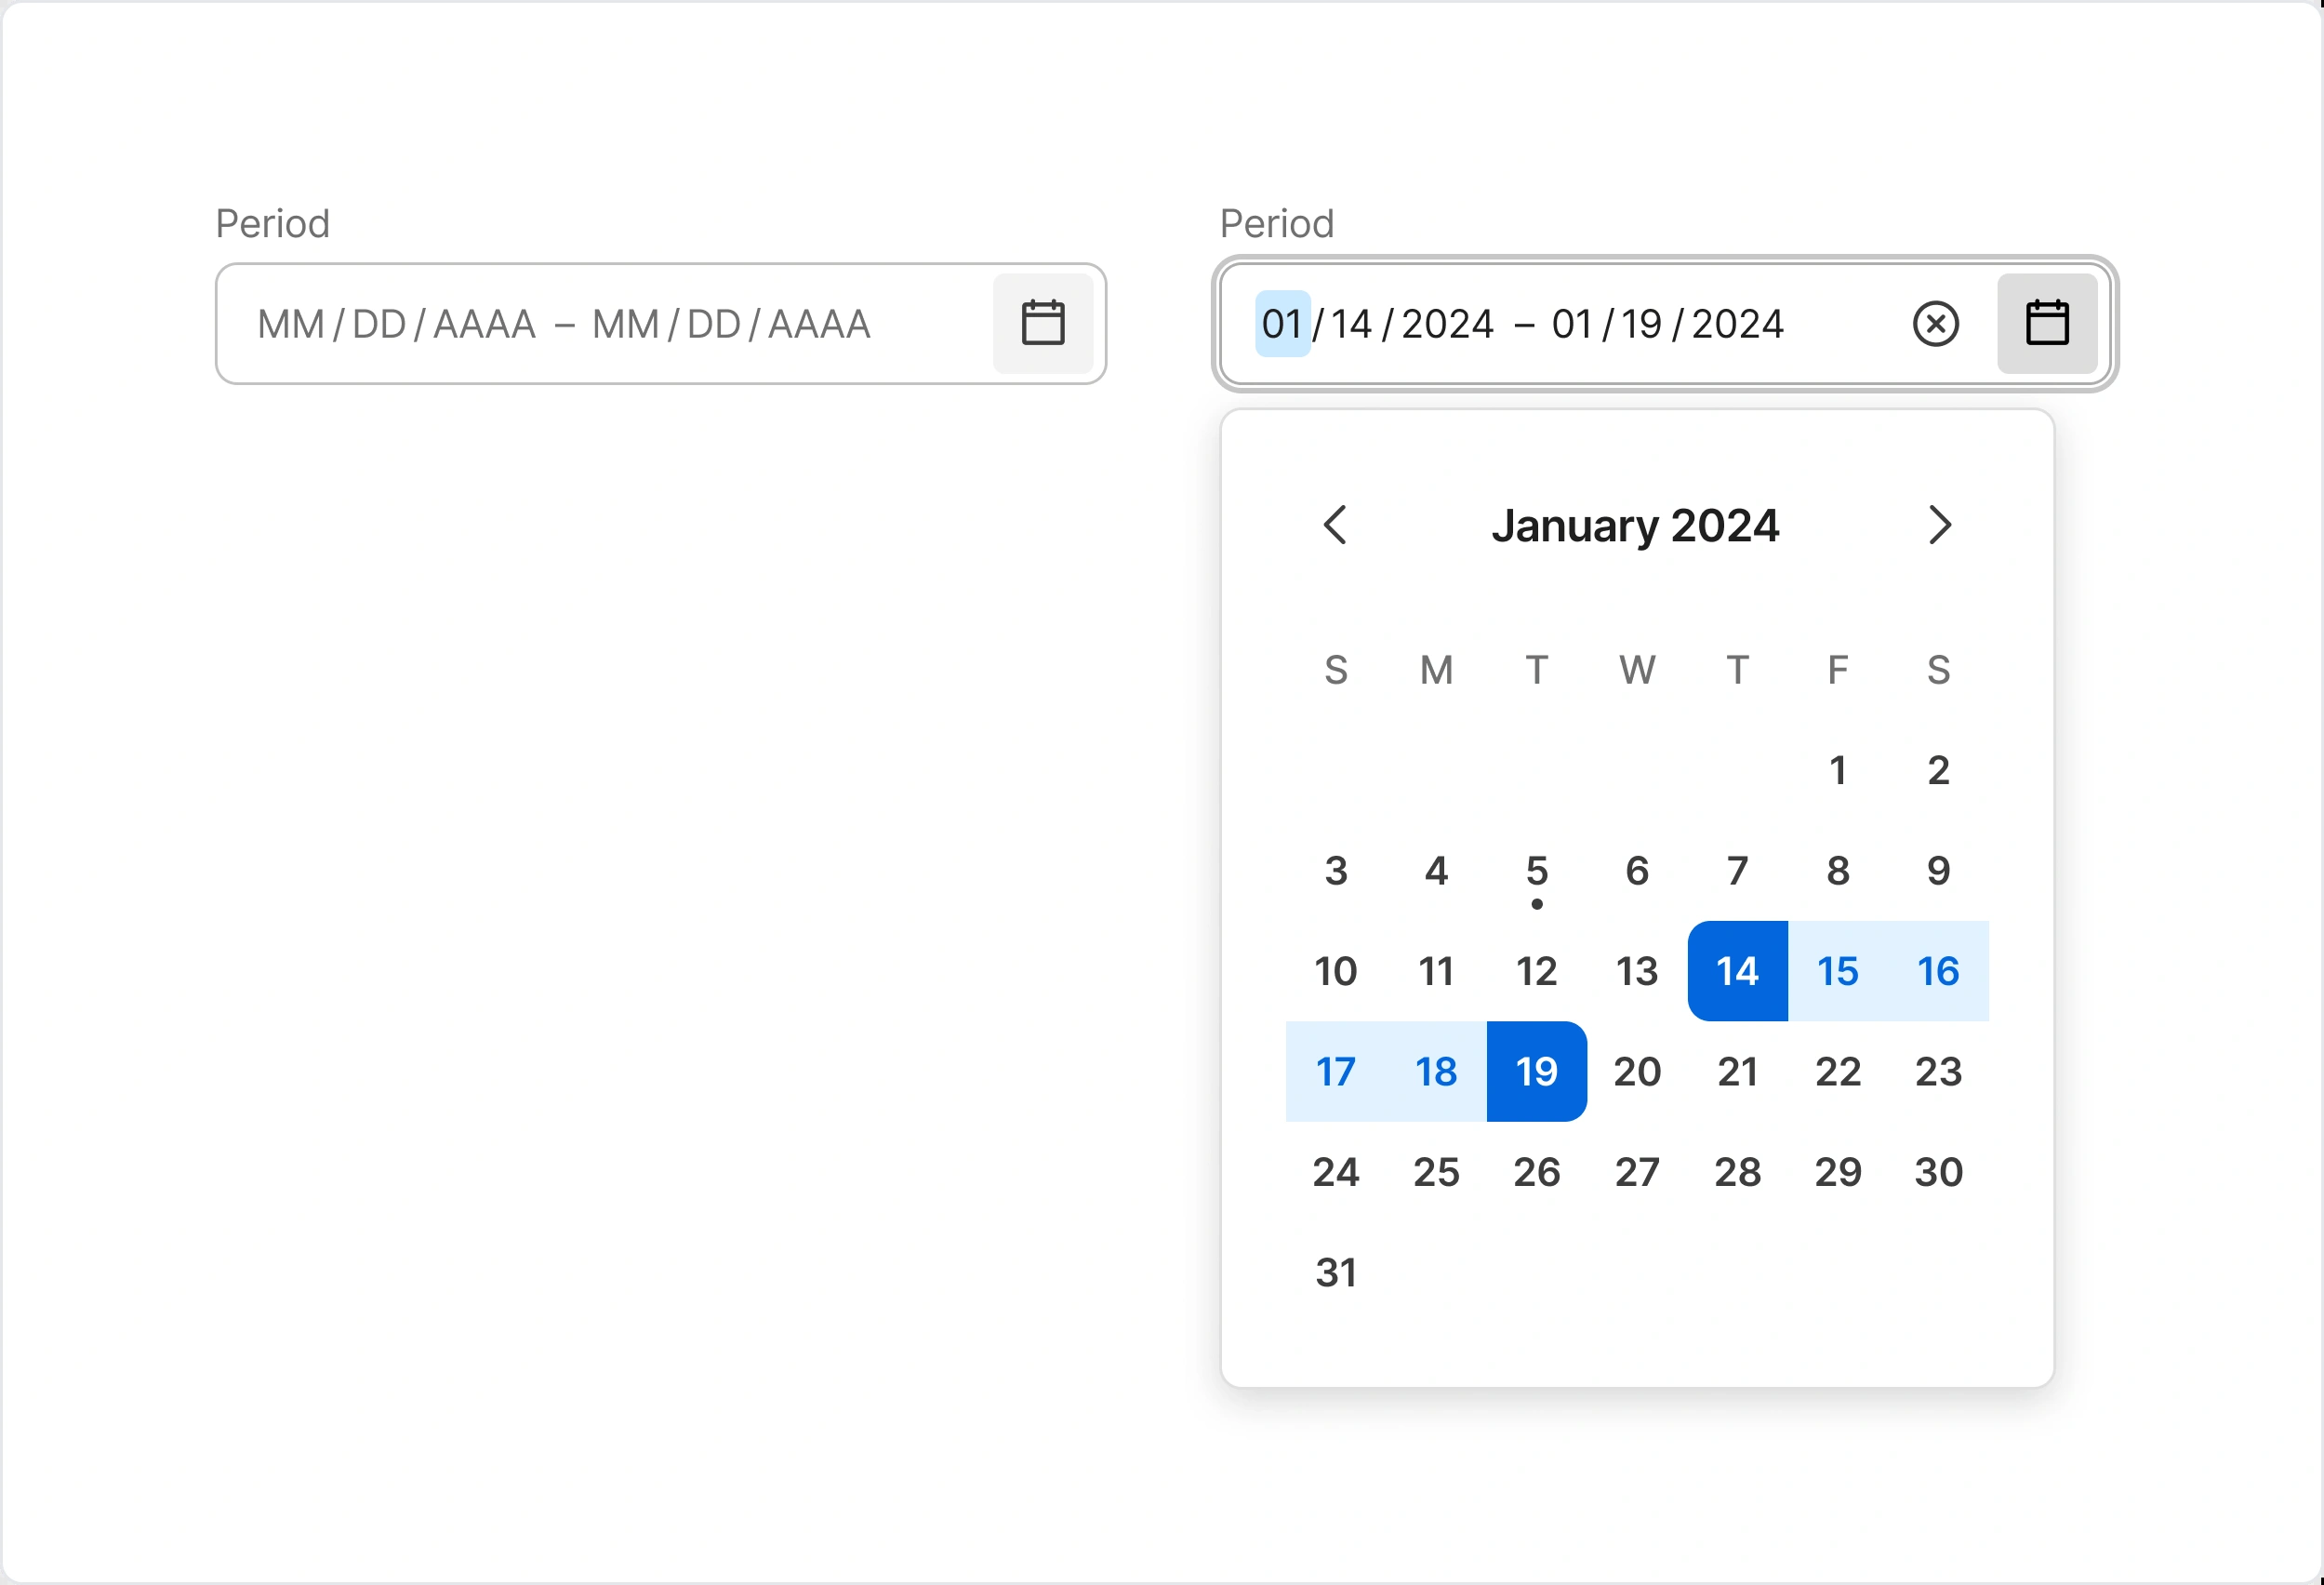 Period
MM/DD/AAAA – MM/DD/AAAA
Period
01/14/2024 – 01/19/2024
January 2024
S M T W T F S
1 2
3 4 5 6 7 8 9
10 11 12 13 14 15 16
17 18 19 20 21 22 23
24 25 26 27 28 29 30
31